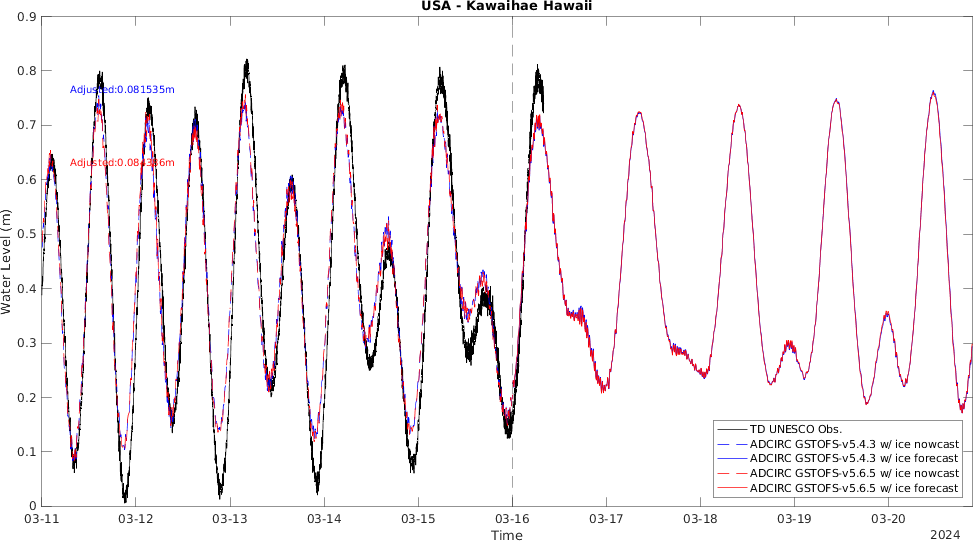 USA - Kawaihae Hawaii
0.9
0.8
0.7
0.6
0.5
0.4
0.3
0.2
0.1
0
Water Level (m)
Adjusted:0.081535m
Adjusted:0.084386m
TD UNESCO Obs.
ADCIRC GSTOFS-v5.4.3 w/ ice nowcast
ADCIRC GSTOFS-v5.4.3 w/ ice forecast
ADCIRC GSTOFS-v5.6.5 w/ ice nowcast
ADCIRC GSTOFS-v5.6.5 w/ ice forecast
03-11 03-12 03-13 03-14 03-15 03-16 03-17 03-18 03-19 03-20
Time
2024